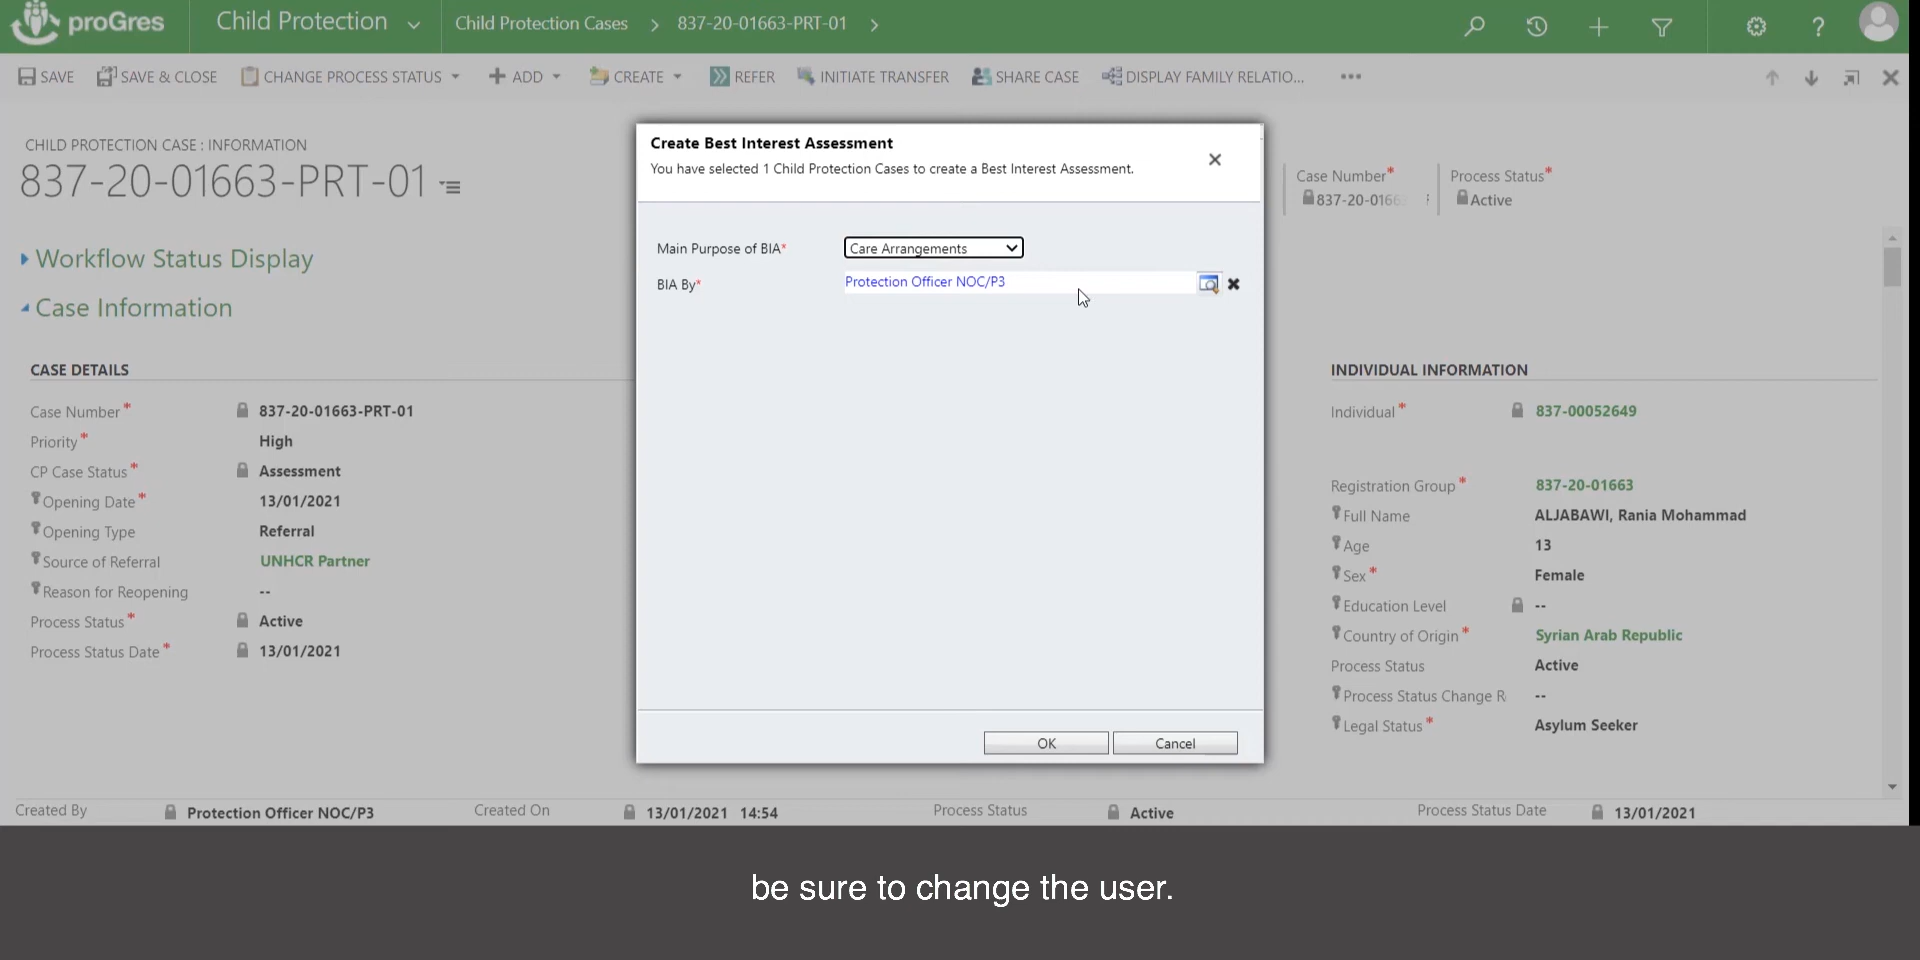 proGres
Child Protection
Child Protection Cases > 837-20-01663-PRT-01 >
SAVE SAVE & CLOSE CHANGE PROCESS STATUS ADD CREATE REFER INITIATE TRANSFER SHARE CASE DISPLAY FAMILY RELATIO...
CHILD PROTECTION CASE : INFORMATION
837-20-01663-PRT-01
Case Number*
837-20-0166
Process Status*
Active
Workflow Status Display
Case Information
CASE DETAILS
Case Number* 837-20-01663-PRT-01
Priority* High
CP Case Status* Assessment
Opening Date* 13/01/2021
Opening Type Referral
Source of Referral UNHCR Partner
Reason for Reopening --
Process Status* Active
Process Status Date* 13/01/2021
Create Best Interest Assessment
You have selected 1 Child Protection Cases to create a Best Interest Assessment.
Main Purpose of BIA* Care Arrangements
BIA By* Protection Officer NOC/P3
OK Cancel
INDIVIDUAL INFORMATION
Individual* 837-00052649
Registration Group* 837-20-01663
Full Name ALJABAWI, Rania Mohammad
Age 13
Sex* Female
Education Level --
Country of Origin* Syrian Arab Republic
Process Status Active
Process Status Change R --
Legal Status* Asylum Seeker
Created By Protection Officer NOC/P3 Created On 13/01/2021 14:54 Process Status Active Process Status Date 13/01/2021
be sure to change the user.